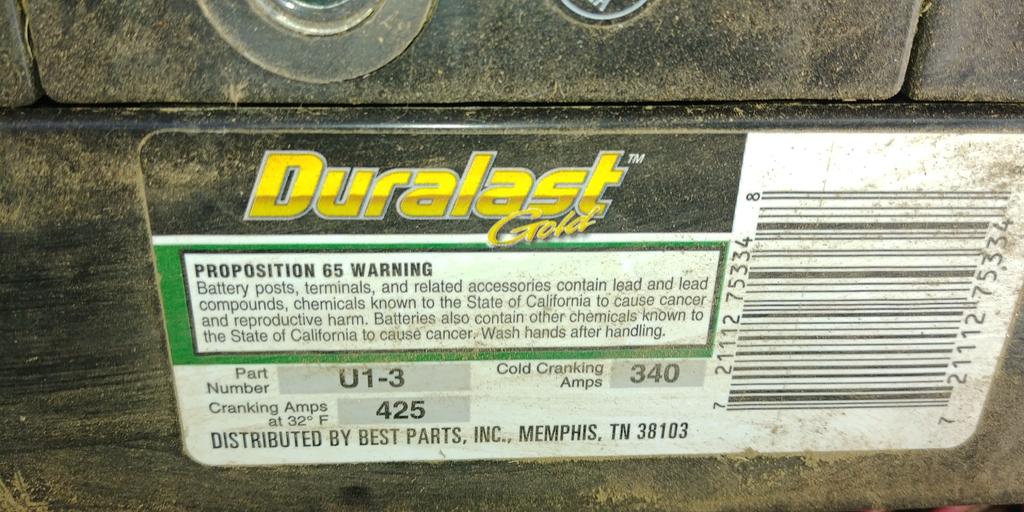 Duralast™
Gold
PROPOSITION 65 WARNING
Battery posts, terminals, and related accessories contain lead and lead
compounds, chemicals known to the State of California to cause cancer
and reproductive harm. Batteries also contain other chemicals known to
the State of California to cause cancer. Wash hands after handling.
Part
Number
U1-3
Cold Cranking
Amps
340
Cranking Amps
at 32° F
425
DISTRIBUTED BY BEST PARTS, INC., MEMPHIS, TN 38103
7 21112 75334 8
7 21112 75334